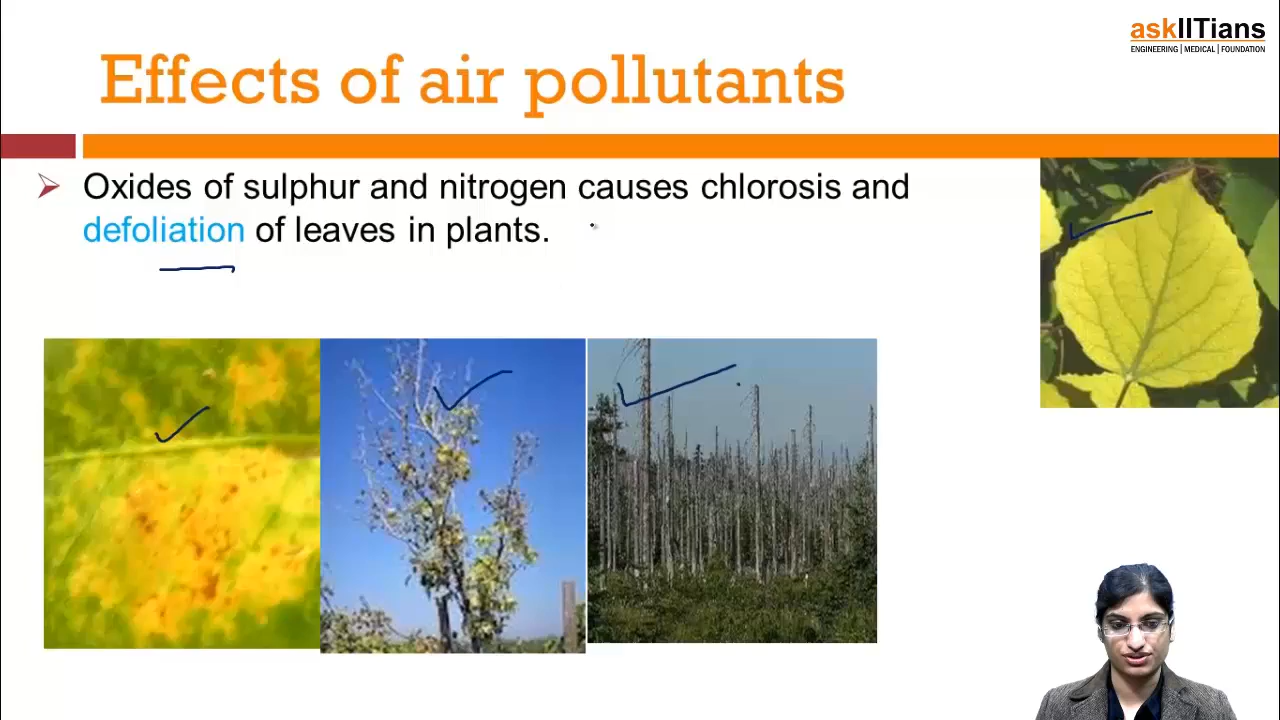 askIITians
ENGINEERING | MEDICAL | FOUNDATION
Effects of air pollutants
Oxides of sulphur and nitrogen causes chlorosis and
defoliation of leaves in plants.